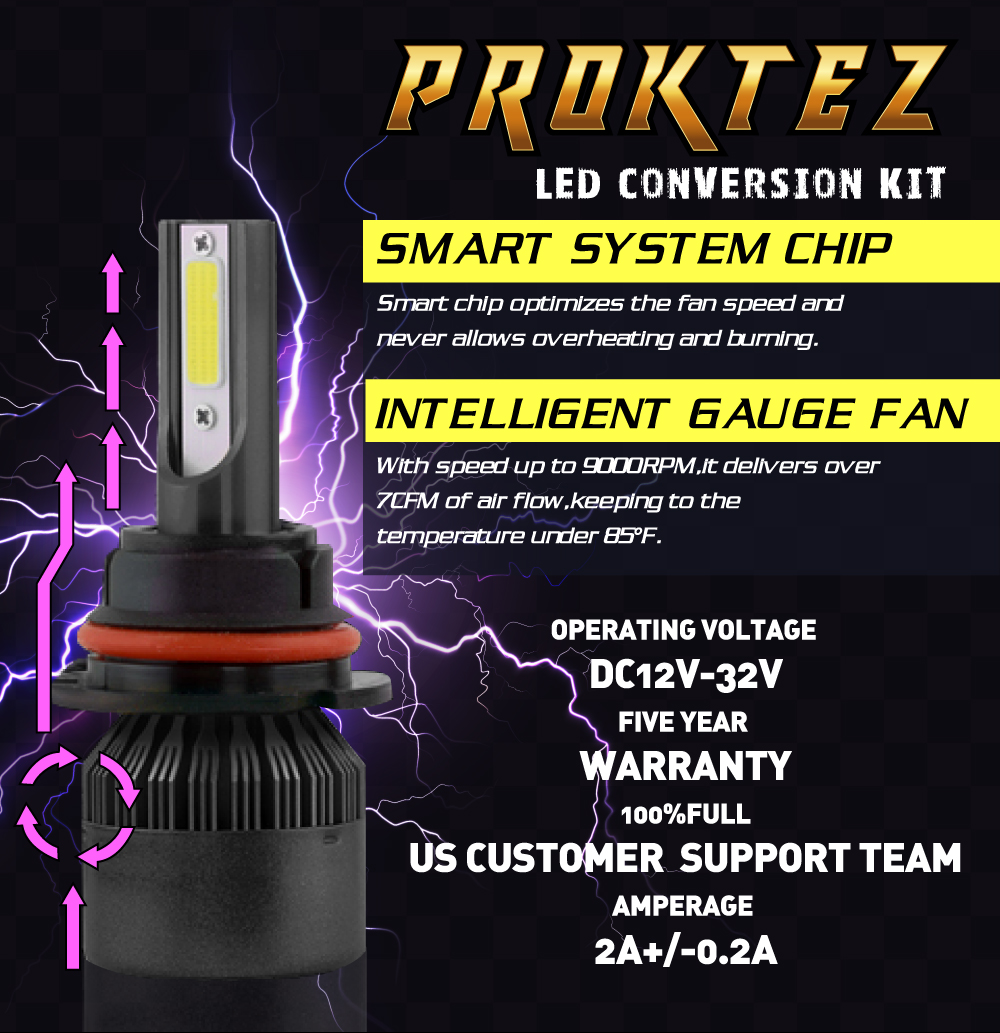 PROKTEZ
LED CONVERSION KIT
SMART SYSTEM CHIP
Smart chip optimizes the fan speed and
never allows overheating and burning.
INTELLIGENT GAUGE FAN
With speed up to 9000RPM,it delivers over
7CFM of air flow,keeping to the
temperature under 85°F.
OPERATING VOLTAGE
DC12V-32V
FIVE YEAR
WARRANTY
100%FULL
US CUSTOMER SUPPORT TEAM
AMPERAGE
2A+/-0.2A